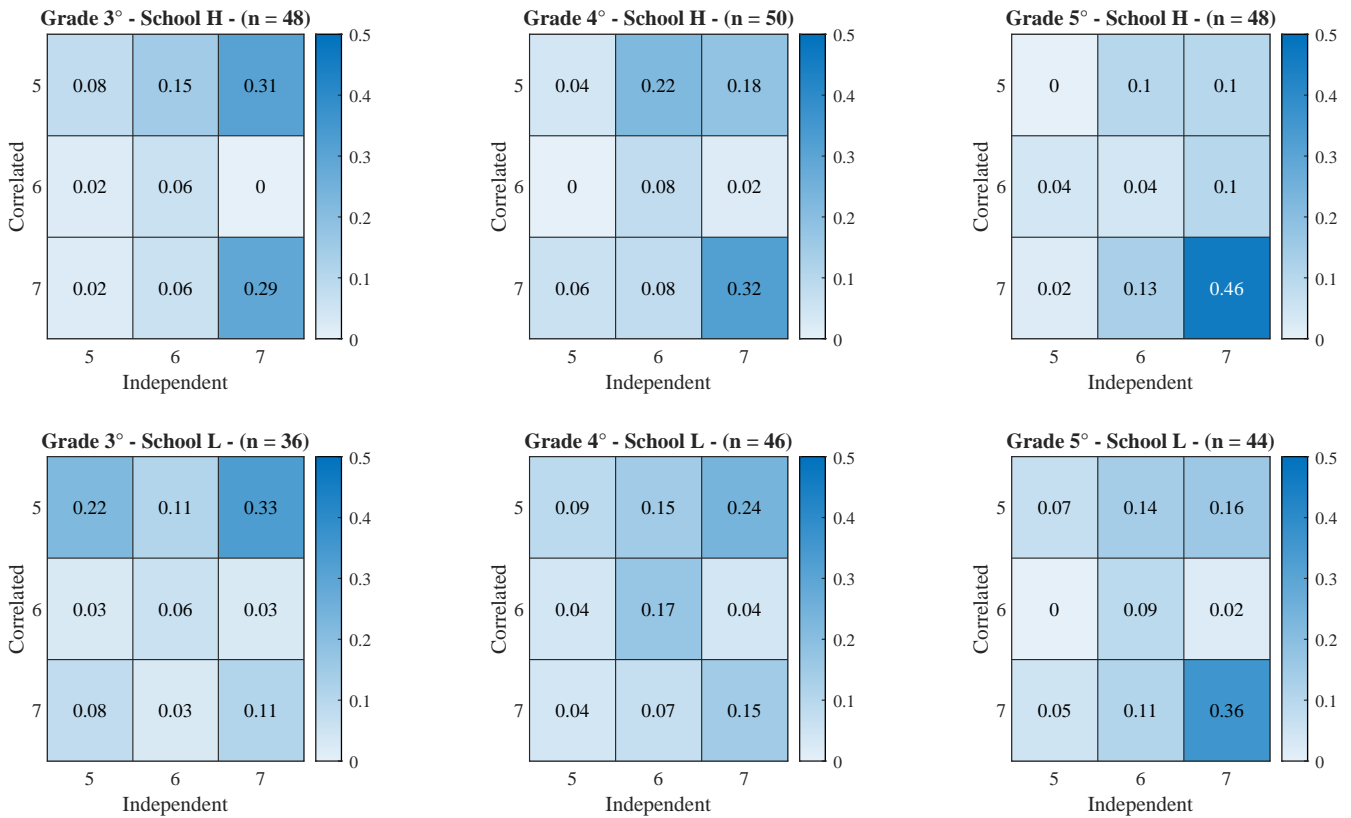 Grade 3° - School H - (n = 48)
0.5
0.4
0.3
0.2
0.1
0
Correlated
5
6
7
0.08 0.15 0.31
0.02 0.06 0
0.02 0.06 0.29
5 6 7
Independent
Grade 4° - School H - (n = 50)
0.5
0.4
0.3
0.2
0.1
0
Correlated
5
6
7
0.04 0.22 0.18
0 0.08 0.02
0.06 0.08 0.32
5 6 7
Independent
Grade 5° - School H - (n = 48)
0.5
0.4
0.3
0.2
0.1
0
Correlated
5
6
7
0 0.1 0.1
0.04 0.04 0.1
0.02 0.13 0.46
5 6 7
Independent
Grade 3° - School L - (n = 36)
0.5
0.4
0.3
0.2
0.1
0
Correlated
5
6
7
0.22 0.11 0.33
0.03 0.06 0.03
0.08 0.03 0.11
5 6 7
Independent
Grade 4° - School L - (n = 46)
0.5
0.4
0.3
0.2
0.1
0
Correlated
5
6
7
0.09 0.15 0.24
0.04 0.17 0.04
0.04 0.07 0.15
5 6 7
Independent
Grade 5° - School L - (n = 44)
0.5
0.4
0.3
0.2
0.1
0
Correlated
5
6
7
0.07 0.14 0.16
0 0.09 0.02
0.05 0.11 0.36
5 6 7
Independent